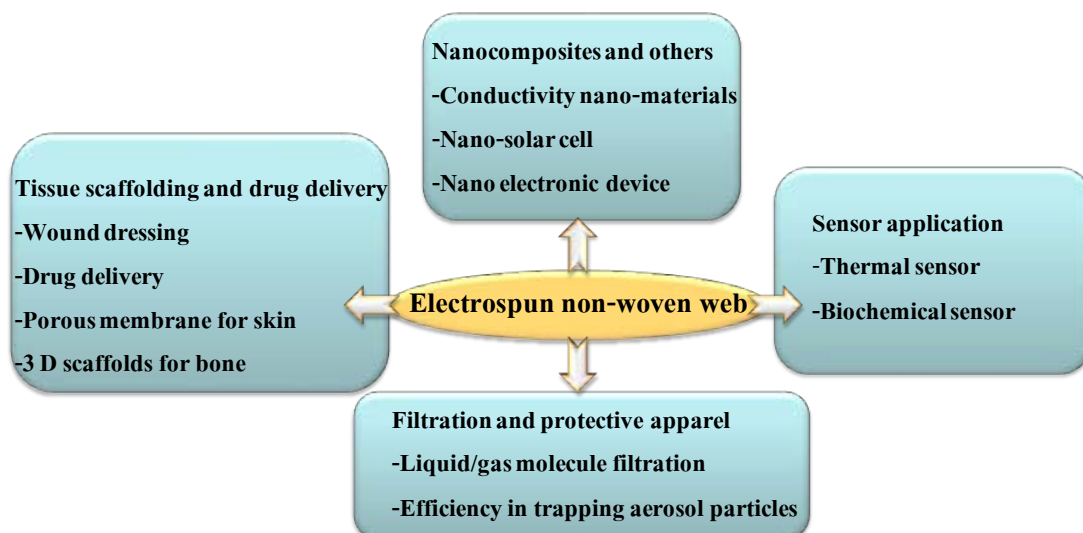 Nanocomposites and others
-Conductivity nano-materials
-Nano-solar cell
-Nano electronic device
Tissue scaffolding and drug delivery
-Wound dressing
-Drug delivery
-Porous membrane for skin
-3 D scaffolds for bone
Electrospun non-woven web
Sensor application
-Thermal sensor
-Biochemical sensor
Filtration and protective apparel
-Liquid/gas molecule filtration
-Efficiency in trapping aerosol particles